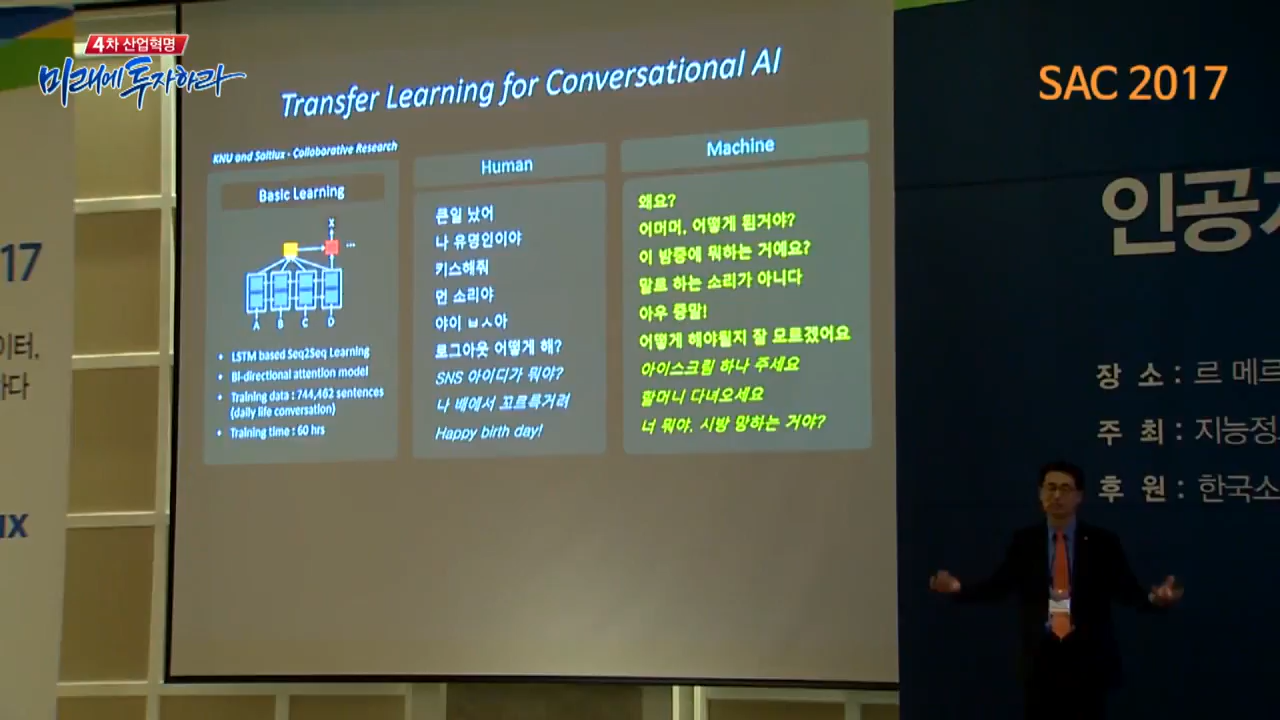 4차 산업혁명
미래에 투자하라
SAC 2017
Transfer Learning for Conversational AI
KNU and Saltlux - Collaborative Research
Basic Learning
X
...
A B C D
• LSTM based Seq2Seq Learning
• Bi-directional attention model
• Training data : 744,462 sentences
(daily life conversation)
• Training time : 60 hrs
Human
큰일 났어
나 유명인이야
키스해줘
먼 소리야
야이 ㅂㅅ아
로그아웃 어떻게 해?
SNS 아이디가 뭐야?
나 배에서 꼬르륵거려
Happy birth day!
Machine
왜요?
어머머, 어떻게 된거야?
이 밤중에 뭐하는 거예요?
말로 하는 소리가 아니다
아우 증말!
어떻게 해야될지 잘 모르겠어요
아이스크림 하나 주세요
할머니 다녀오세요
너 뭐야, 시방 망하는 거야?
17
이터,
하다
IX
인공
장 소 : 르 메르
주 최 : 지능정
후 원 : 한국소